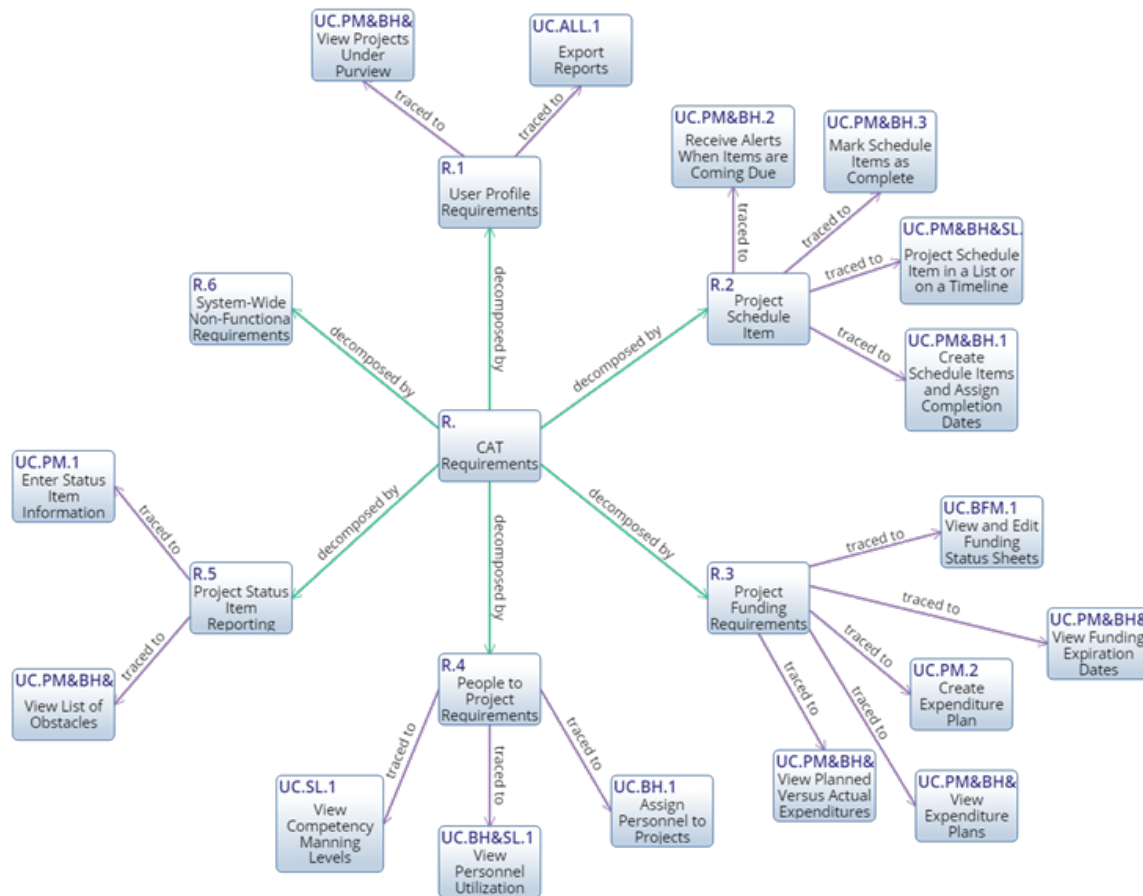 UC.PM&BH&
View Projects
Under
Purview
UC.ALL.1
Export
Reports
traced to
traced to
R.1
User Profile
Requirements
UC.PM&BH.2
Receive Alerts
When Items are
Coming Due
UC.PM&BH.3
Mark Schedule
Items as
Complete
traced to
traced to
UC.PM&BH&SL.
Project Schedule
Item in a List or
on a Timeline
traced to
R.2
Project
Schedule
Item
traced to
UC.PM&BH.1
Create
Schedule Items
and Assign
Completion
Dates
R.6
System-Wide
Non-Functiona
Requirements
decomposed by
decomposed by
decomposed by
R.
CAT
Requirements
decomposed by
decomposed by
decomposed by
UC.PM.1
Enter Status
Item
Information
traced to
R.5
Project Status
Item
Reporting
traced to
UC.PM&BH&
View List of
Obstacles
R.4
People to
Project
Requirements
traced to
traced to
traced to
UC.SL.1
View
Competency
Manning
Levels
UC.BH&SL.1
View
Personnel
Utilization
UC.BH.1
Assign
Personnel to
Projects
R.3
Project
Funding
Requirements
traced to
UC.BFM.1
View and Edit
Funding
Status Sheets
traced to
UC.PM&BH&
View Funding
Expiration
Dates
traced to
UC.PM.2
Create
Expenditure
Plan
traced to
traced to
UC.PM&BH&
View Planned
Versus Actual
Expenditures
UC.PM&BH&
View
Expenditure
Plans